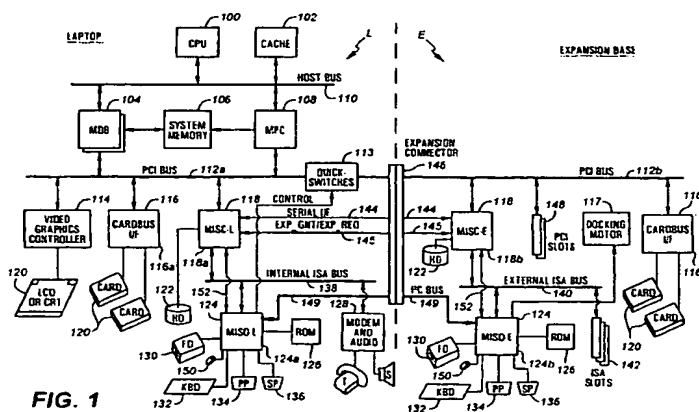 LAPTOP
100
102
L
E
EXPANSION BASE
CPU
CACHE
HOST BUS
110
104
106
108
MDB
SYSTEM
MEMORY
MPC
113
EXPANSION
CONNECTOR
146
PCI BUS
112a
QUICK-
SWITCHES
PCI BUS
112b
114
116
118
CONTROL
VIDEO
GRAPHICS
CONTROLLER
CARDBUS
I/F
MISC-L
SERIAL I/F
144
EXP GNT/EXP REQ
145
144
145
118
MISC-E
148
PCI
SLOTS
117
DOCKING
MOTOR
116
CARDBUS
I/F
116a
118a
118b
120
LCD
OR CRT
CARD
CARD
120
122
HD
INTERNAL ISA BUS
138
152
149
128
122
HD
EXTERNAL ISA BUS
140
152
I²C BUS
149
CARD
CARD
120
124
MISD-L
ROM
126
MODEM
AND AUDIO
130
FD
150
124a
124
MISD-E
ROM
126
130
FD
150
124b
142
ISA
SLOTS
KBD
132
PP
134
SP
136
KBD
132
PP
134
SP
136
FIG. 1